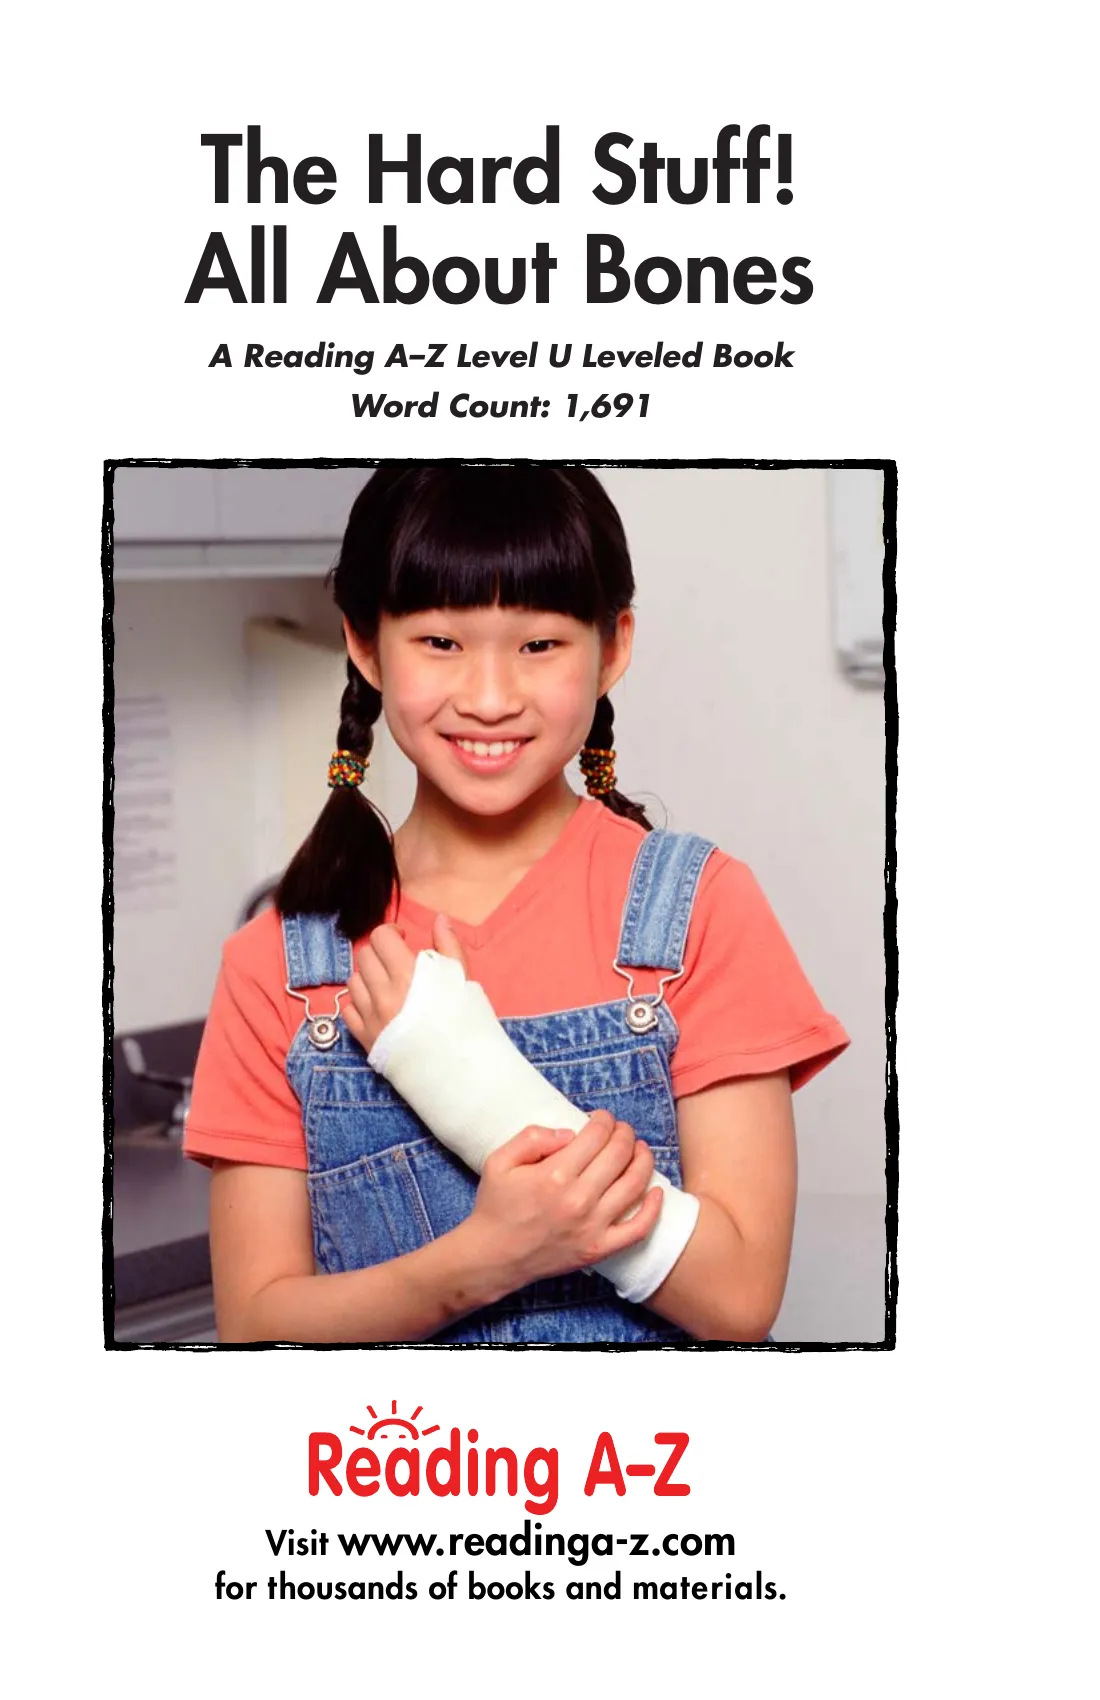 The Hard Stuff!
All About Bones
A Reading A–Z Level U Leveled Book
Word Count: 1,691
Reading A–Z
Visit www.readinga-z.com
for thousands of books and materials.